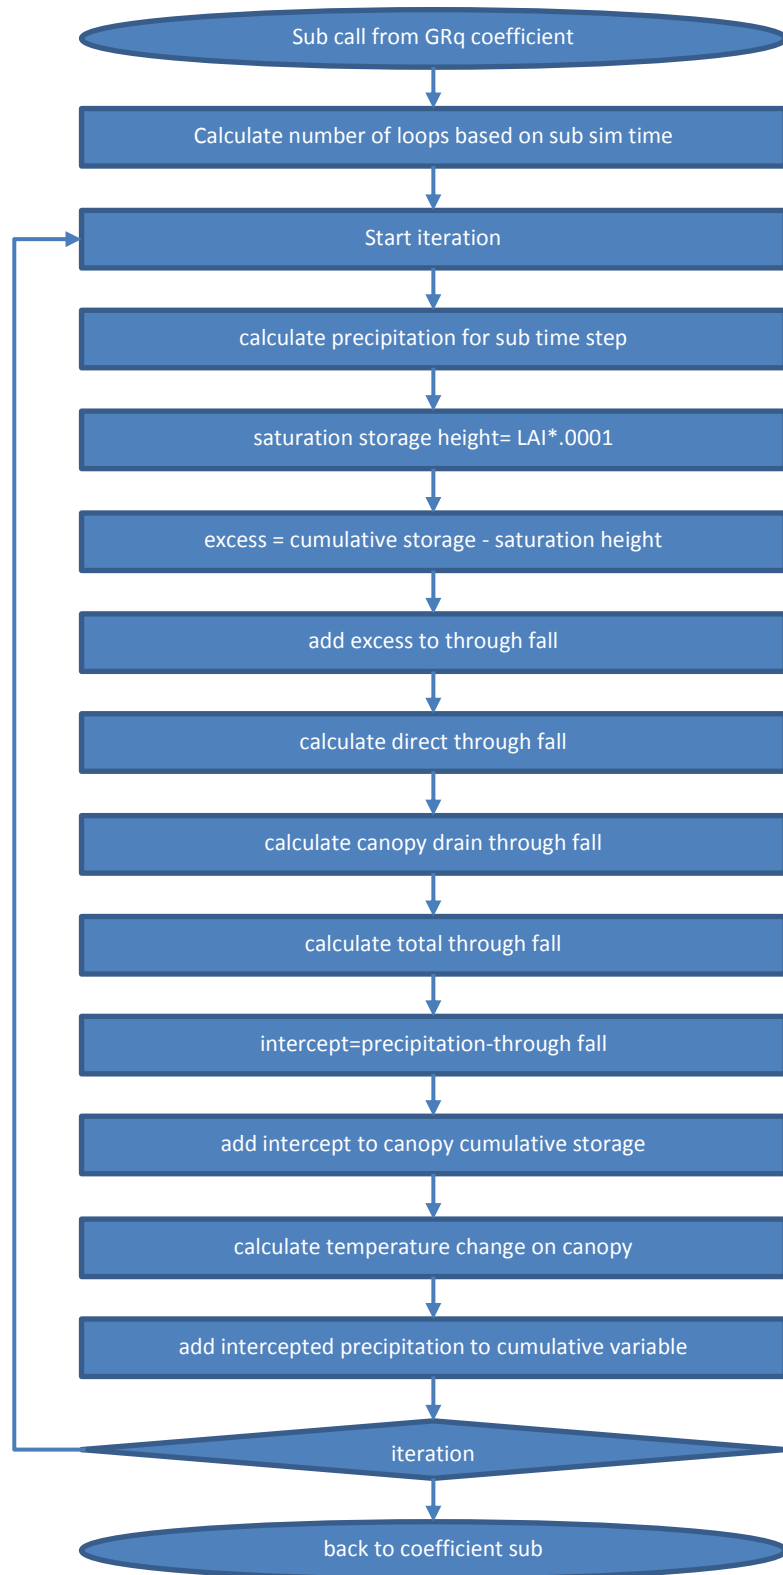 Sub call from GRq coefficient
Calculate number of loops based on sub sim time
Start iteration
calculate precipitation for sub time step
saturation storage height= LAI*.0001
excess = cumulative storage - saturation height
add excess to through fall
calculate direct through fall
calculate canopy drain through fall
calculate total through fall
intercept=precipitation-through fall
add intercept to canopy cumulative storage
calculate temperature change on canopy
add intercepted precipitation to cumulative variable
iteration
back to coefficient sub